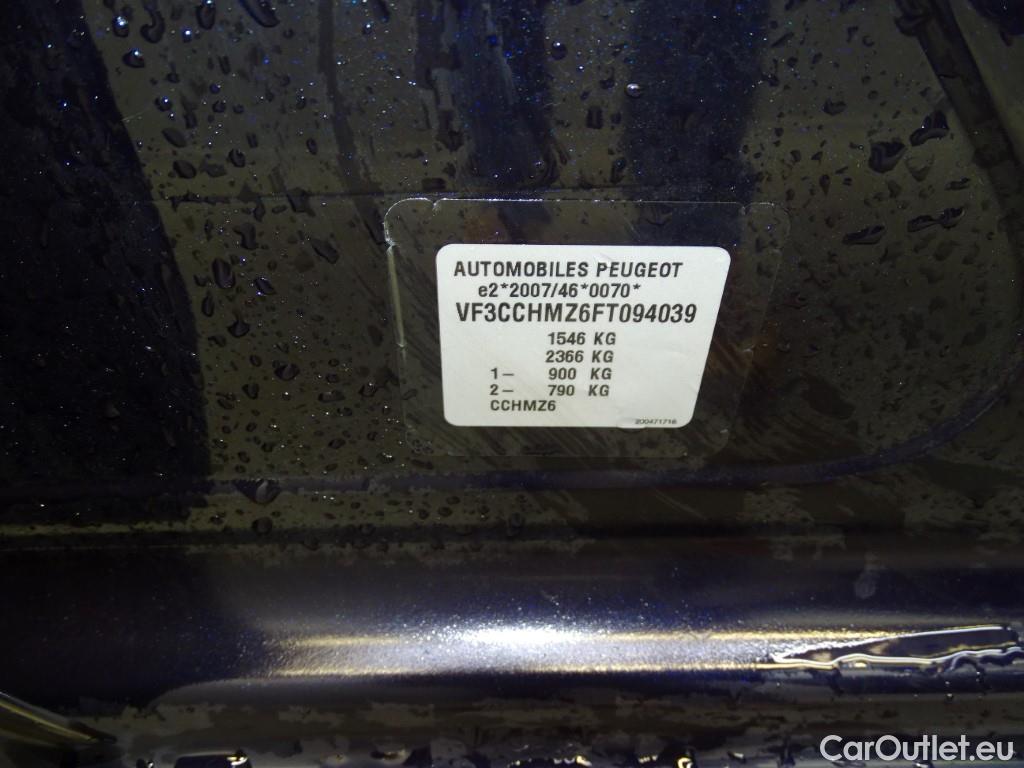 AUTOMOBILES PEUGEOT
e2*2007/46*0070*
VF3CCHMZ6FT094039
1546 KG
2366 KG
1- 900 KG
2- 790 KG
CCHMZ6
200471716
CarOutlet.eu